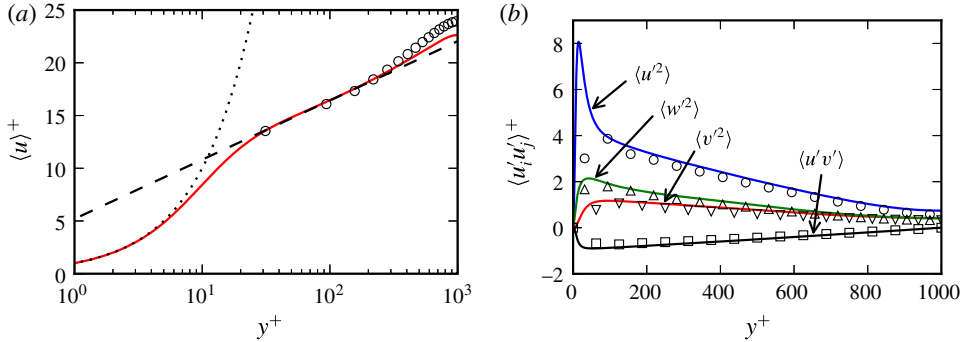 (a)
25
20
15
10
5
0
⟨u⟩⁺
10⁰
10¹
10²
10³
y⁺
(b)
8
6
4
2
0
−2
⟨u′ᵢu′ⱼ⟩⁺
⟨u′²⟩
⟨w′²⟩
⟨v′²⟩
⟨u′v′⟩
0
200
400
600
800
1000
y⁺